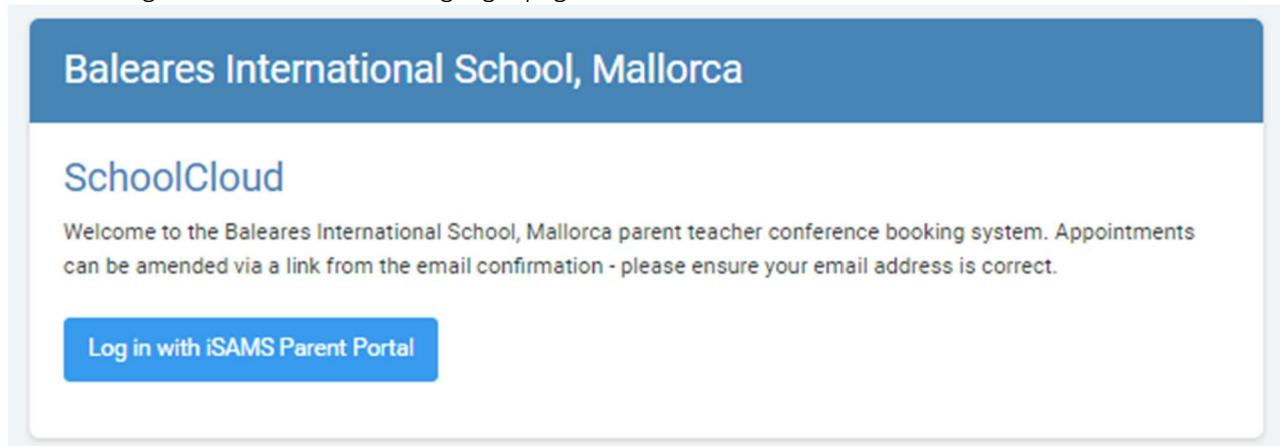 Baleares International School, Mallorca
SchoolCloud
Welcome to the Baleares International School, Mallorca parent teacher conference booking system. Appointments
can be amended via a link from the email confirmation - please ensure your email address is correct.
Log in with iSAMS Parent Portal